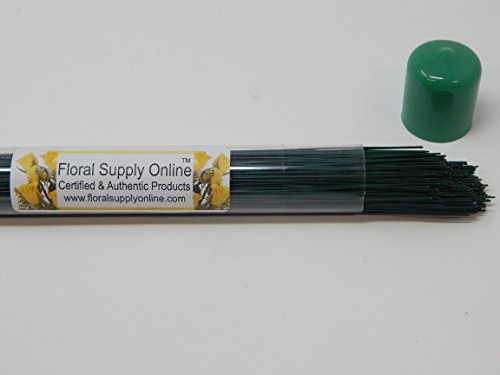 Floral Supply Online™
Certified & Authentic Products
www.floralsupplyonline.com